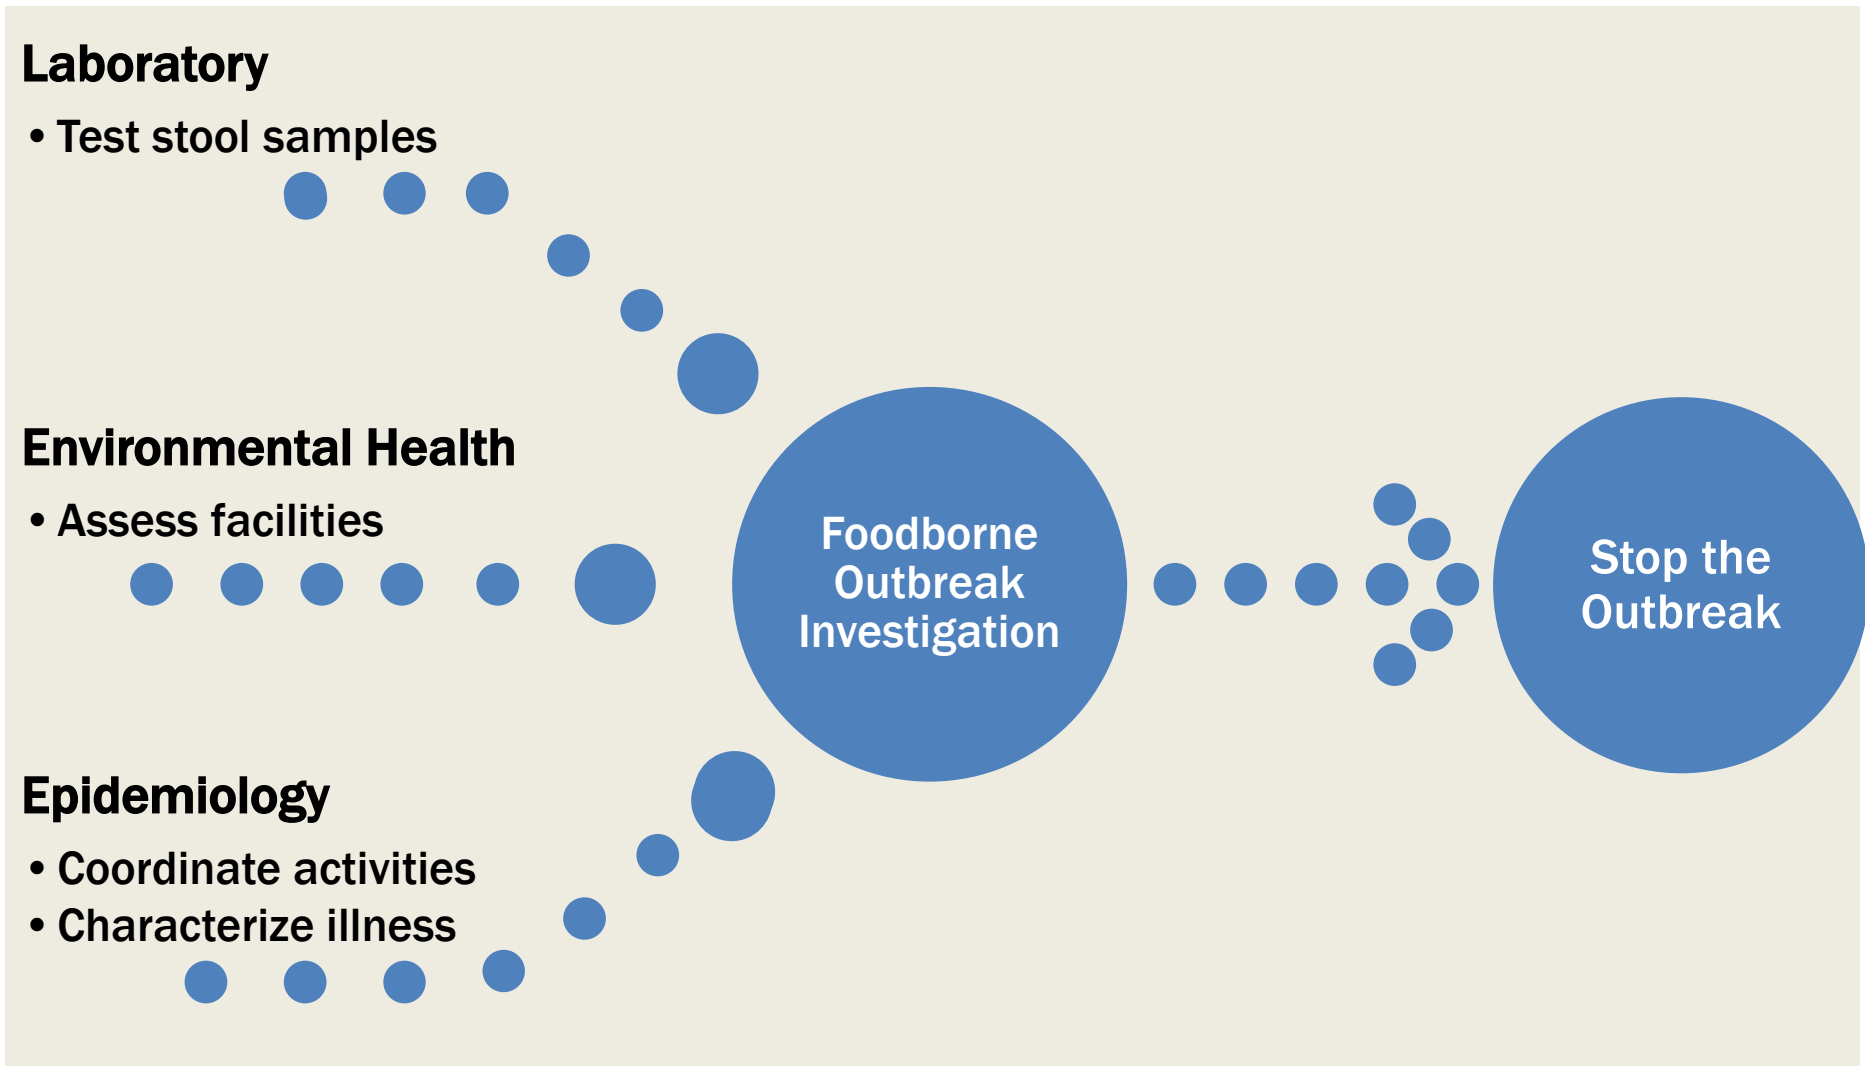 Laboratory
• Test stool samples
Environmental Health
• Assess facilities
Epidemiology
• Coordinate activities
• Characterize illness
Foodborne
Outbreak
Investigation
Stop the
Outbreak